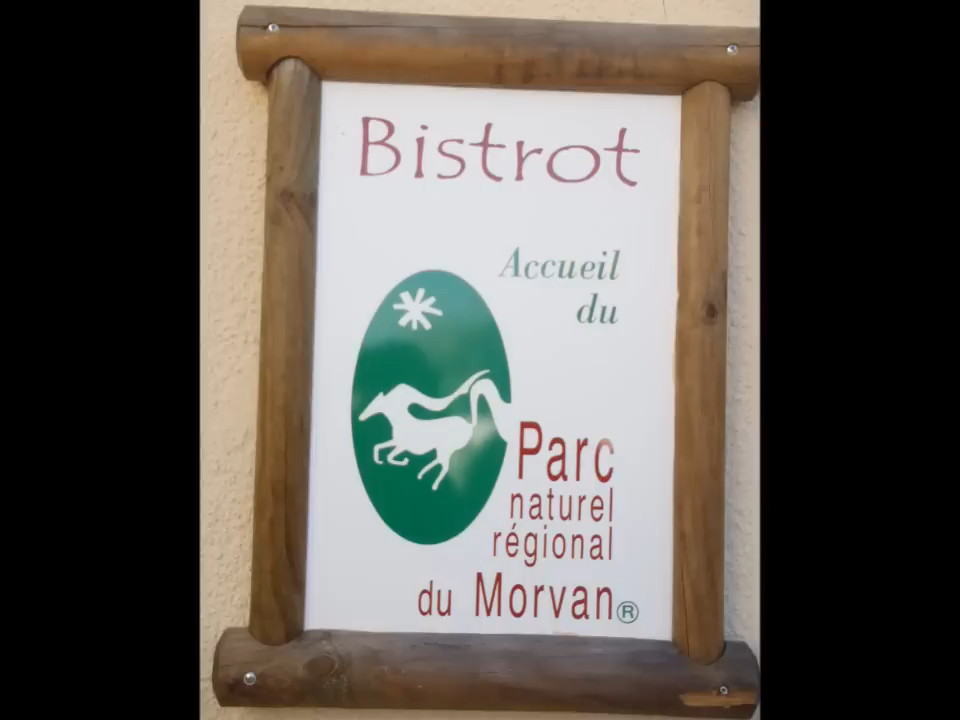 Bistrot
Accueil
du
Parc
naturel
régional
du Morvan®